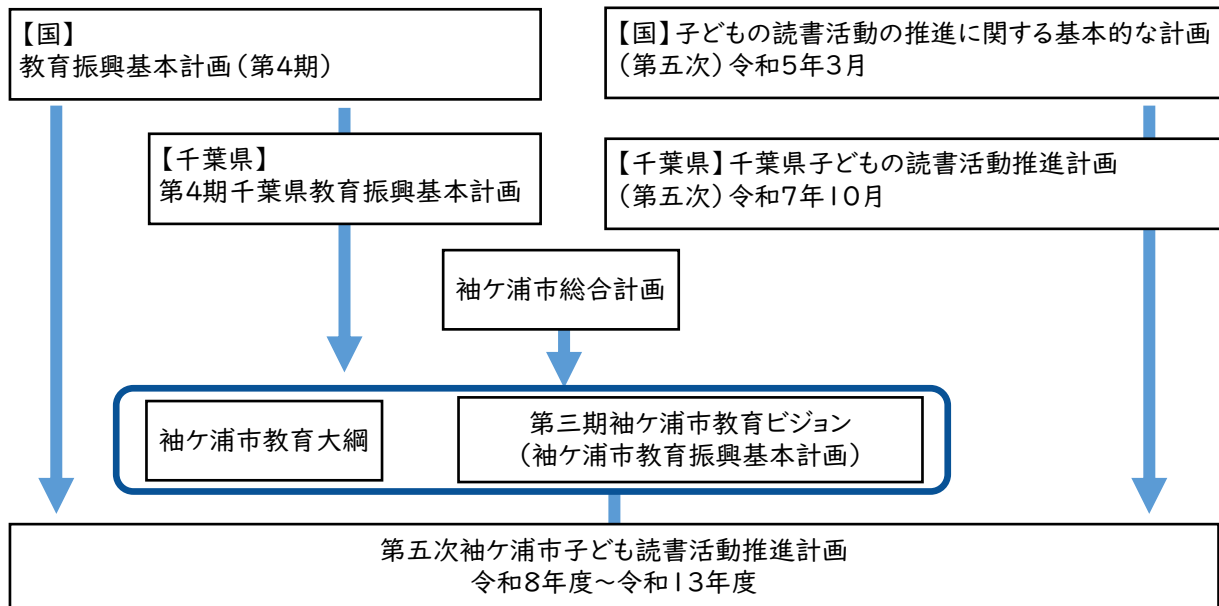 【国】
教育振興基本計画(第4期)
【国】子どもの読書活動の推進に関する基本的な計画
(第五次)令和5年3月
【千葉県】
第4期千葉県教育振興基本計画
【千葉県】千葉県子どもの読書活動推進計画
(第五次)令和7年10月
袖ケ浦市総合計画
袖ケ浦市教育大綱
第三期袖ケ浦市教育ビジョン
(袖ケ浦市教育振興基本計画)
第五次袖ケ浦市子ども読書活動推進計画
令和8年度~令和13年度